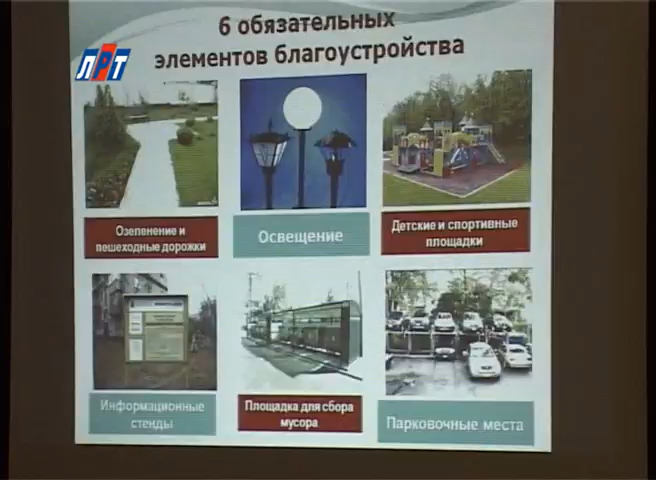 6 обязательных
элементов благоустройства
ЛРТ
Озеленение и
пешеходные дорожки
Освещение
Детские и спортивные
площадки
Информационные
стенды
Площадка для сбора
мусора
Парковочные места